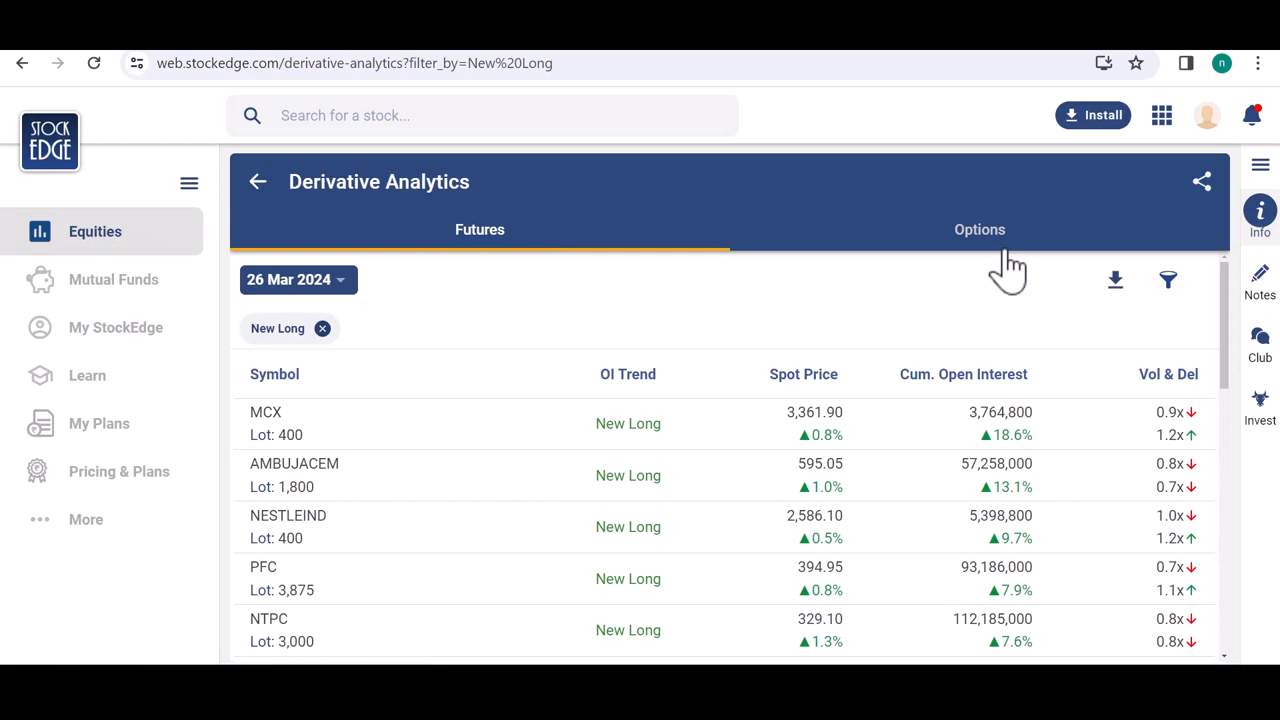 web.stockedge.com/derivative-analytics?filter_by=New%20Long
n
STOCK
EDGE
Search for a stock...
Install
Derivative Analytics
Futures
Options
Equities
Mutual Funds
My StockEdge
Learn
My Plans
Pricing & Plans
More
26 Mar 2024
New Long
Symbol OI Trend Spot Price Cum. Open Interest Vol & Del
MCX 3,361.90 3,764,800 0.9x↓
Lot: 400 New Long ▲0.8% ▲18.6% 1.2x↑
AMBUJACEM 595.05 57,258,000 0.8x↓
Lot: 1,800 New Long ▲1.0% ▲13.1% 0.7x↓
NESTLEIND 2,586.10 5,398,800 1.0x↓
Lot: 400 New Long ▲0.5% ▲9.7% 1.2x↑
PFC 394.95 93,186,000 0.7x↓
Lot: 3,875 New Long ▲0.8% ▲7.9% 1.1x↑
NTPC 329.10 112,185,000 0.8x↓
Lot: 3,000 New Long ▲1.3% ▲7.6% 0.8x↓
Info
Notes
Club
Invest